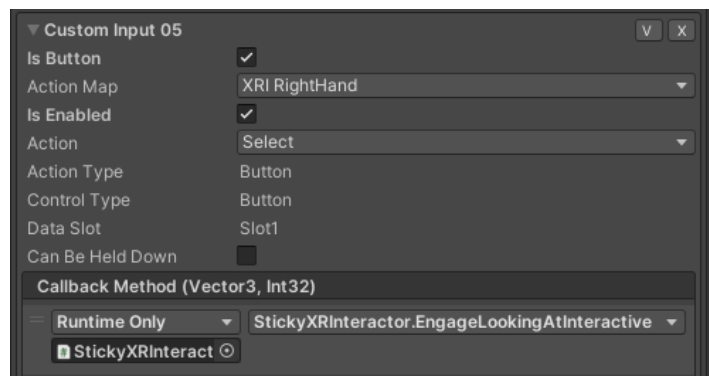 Custom Input 05 V X
Is Button
Action Map XRI RightHand
Is Enabled
Action Select
Action Type Button
Control Type Button
Data Slot Slot1
Can Be Held Down
Callback Method (Vector3, Int32)
Runtime Only StickyXRInteractor.EngageLookingAtInteractive
StickyXRInteract